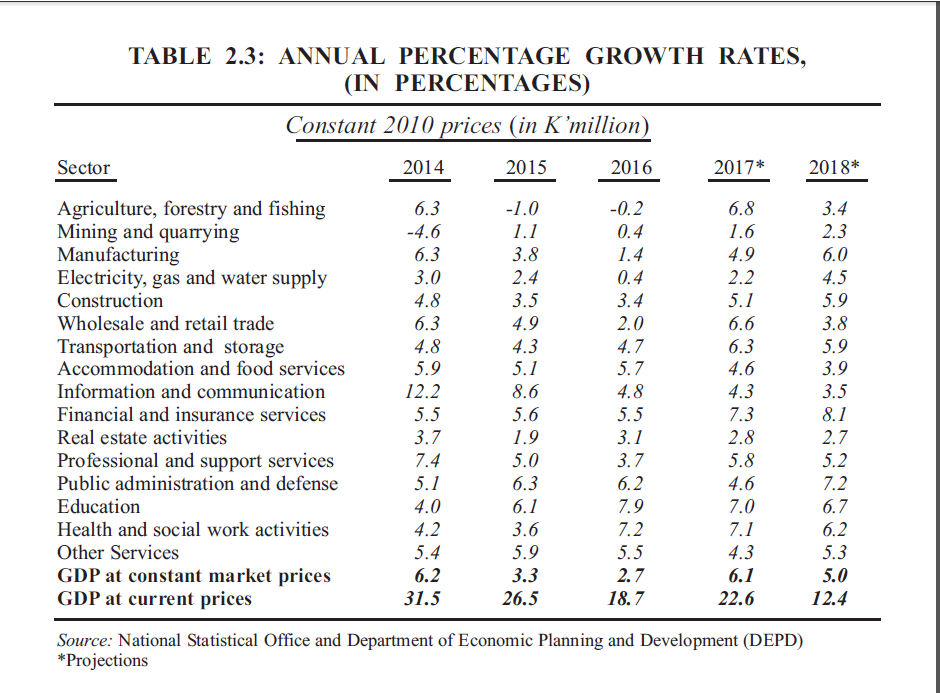 TABLE 2.3: ANNUAL PERCENTAGE GROWTH RATES,
(IN PERCENTAGES)
Constant 2010 prices (in K’million)
Sector 2014 2015 2016 2017* 2018*
Agriculture, forestry and fishing 6.3 -1.0 -0.2 6.8 3.4
Mining and quarrying -4.6 1.1 0.4 1.6 2.3
Manufacturing 6.3 3.8 1.4 4.9 6.0
Electricity, gas and water supply 3.0 2.4 0.4 2.2 4.5
Construction 4.8 3.5 3.4 5.1 5.9
Wholesale and retail trade 6.3 4.9 2.0 6.6 3.8
Transportation and storage 4.8 4.3 4.7 6.3 5.9
Accommodation and food services 5.9 5.1 5.7 4.6 3.9
Information and communication 12.2 8.6 4.8 4.3 3.5
Financial and insurance services 5.5 5.6 5.5 7.3 8.1
Real estate activities 3.7 1.9 3.1 2.8 2.7
Professional and support services 7.4 5.0 3.7 5.8 5.2
Public administration and defense 5.1 6.3 6.2 4.6 7.2
Education 4.0 6.1 7.9 7.0 6.7
Health and social work activities 4.2 3.6 7.2 7.1 6.2
Other Services 5.4 5.9 5.5 4.3 5.3
GDP at constant market prices 6.2 3.3 2.7 6.1 5.0
GDP at current prices 31.5 26.5 18.7 22.6 12.4
Source: National Statistical Office and Department of Economic Planning and Development (DEPD)
*Projections